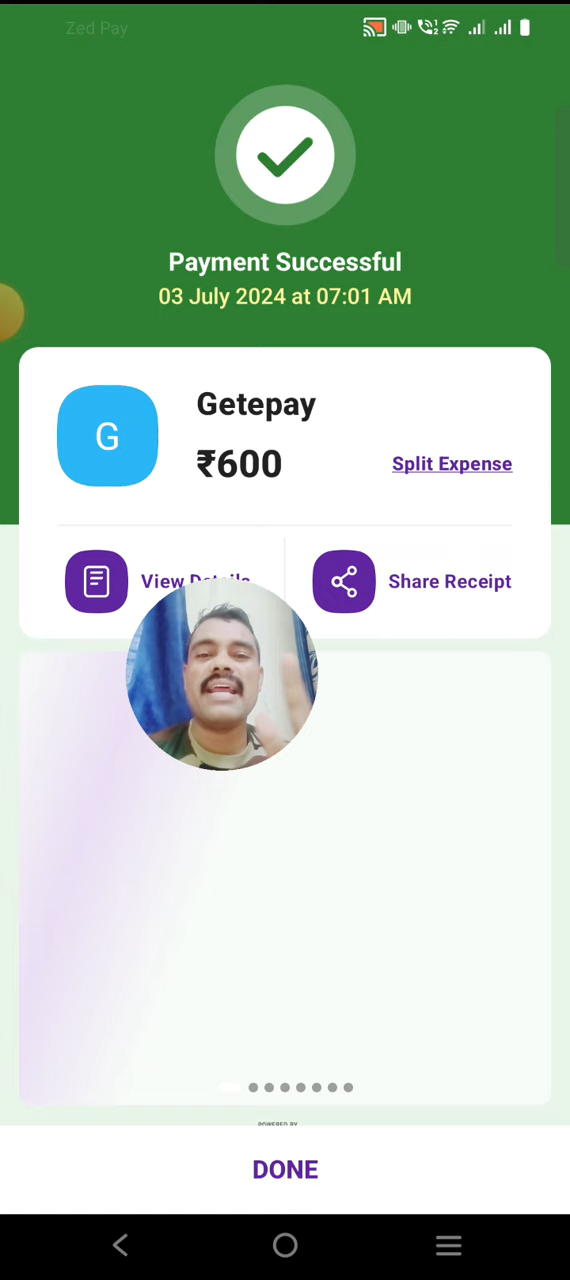 Zed Pay
Payment Successful
03 July 2024 at 07:01 AM
G
Getepay
₹600
Split Expense
View Details
Share Receipt
POWERED BY
DONE